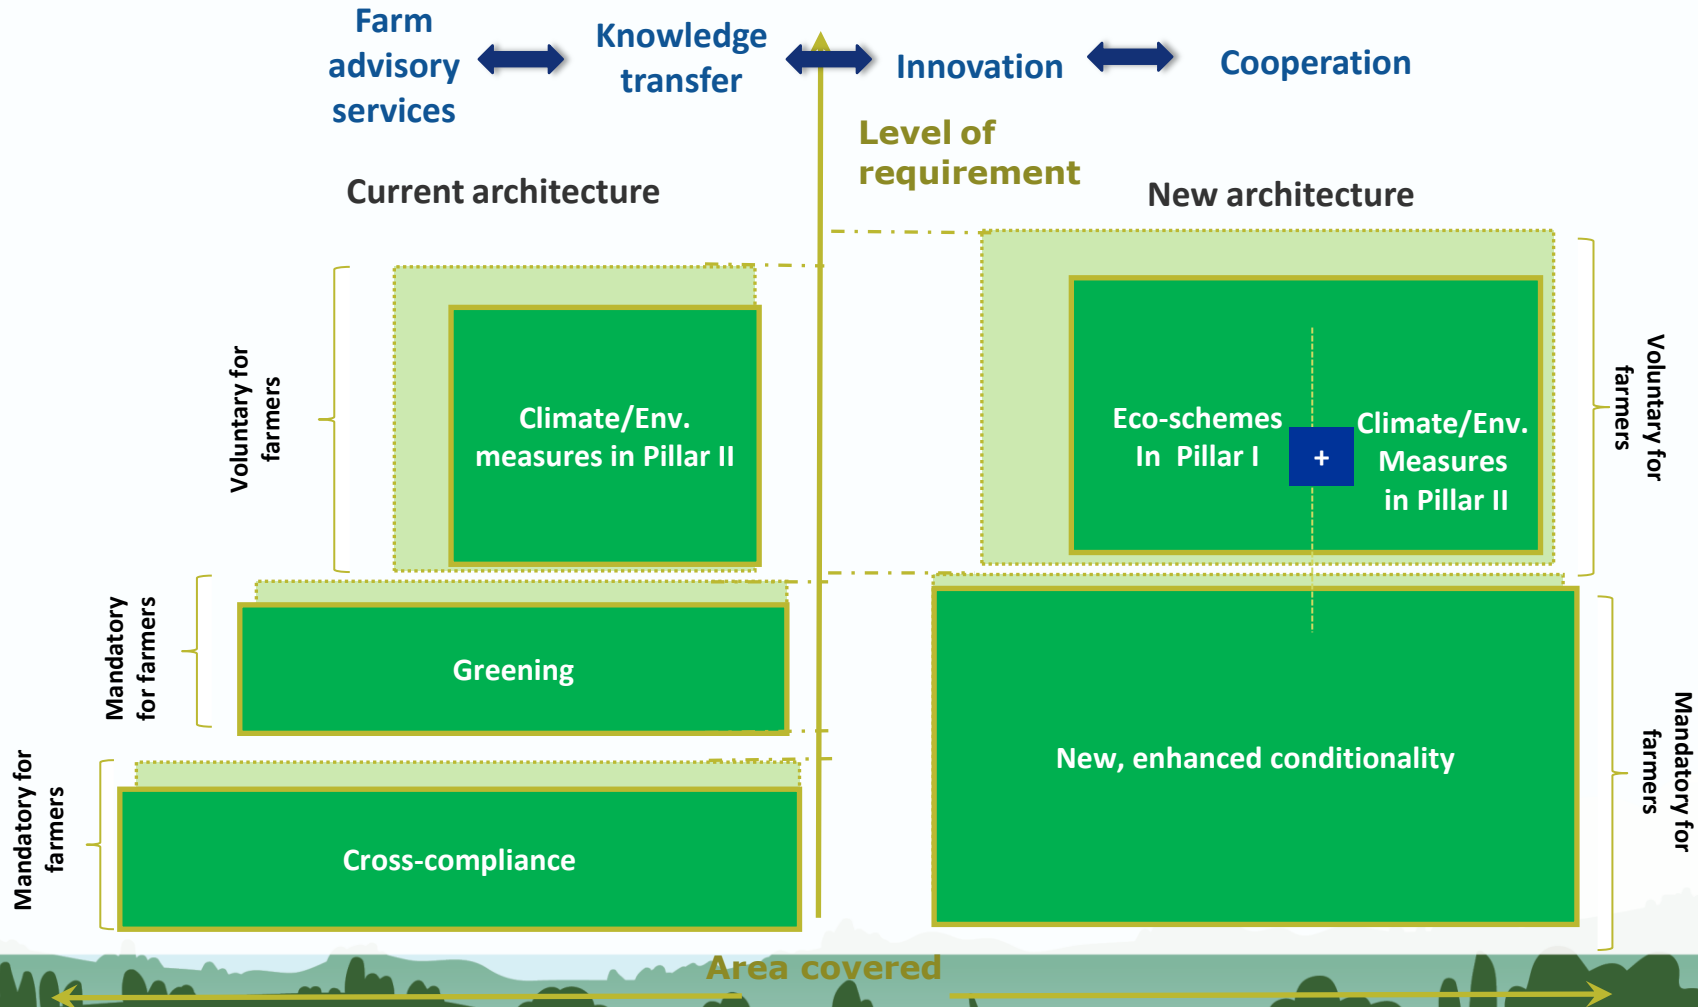 Farm
advisory
services
Knowledge
transfer
Innovation
Cooperation
Level of
requirement
Current architecture
New architecture
Voluntary for
farmers
Climate/Env.
measures in Pillar II
Eco-schemes
In Pillar I
+
Climate/Env.
Measures
in Pillar II
Voluntary for
farmers
Mandatory
for farmers
Greening
Mandatory for
farmers
Cross-compliance
New, enhanced conditionality
Mandatory for
farmers
Area covered